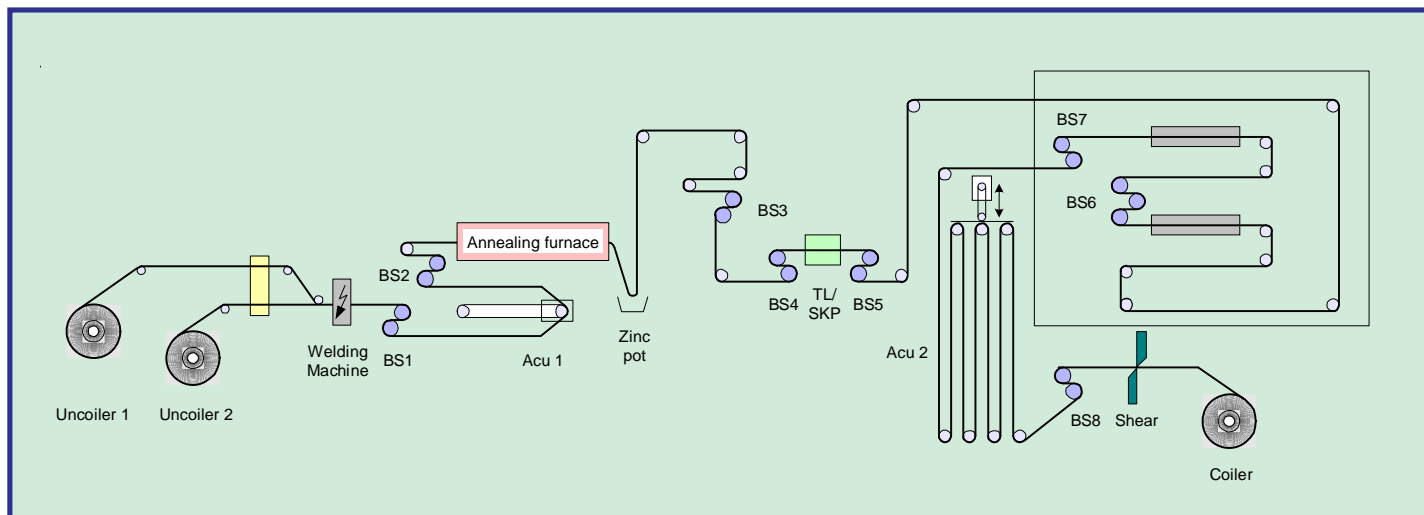 BS7
BS6
BS3
Annealing furnace
BS2
BS4
TL/
SKP
BS5
Zinc
pot
Welding
Machine
BS1
Acu 1
Acu 2
Uncoiler 1
Uncoiler 2
BS8
Shear
Coiler